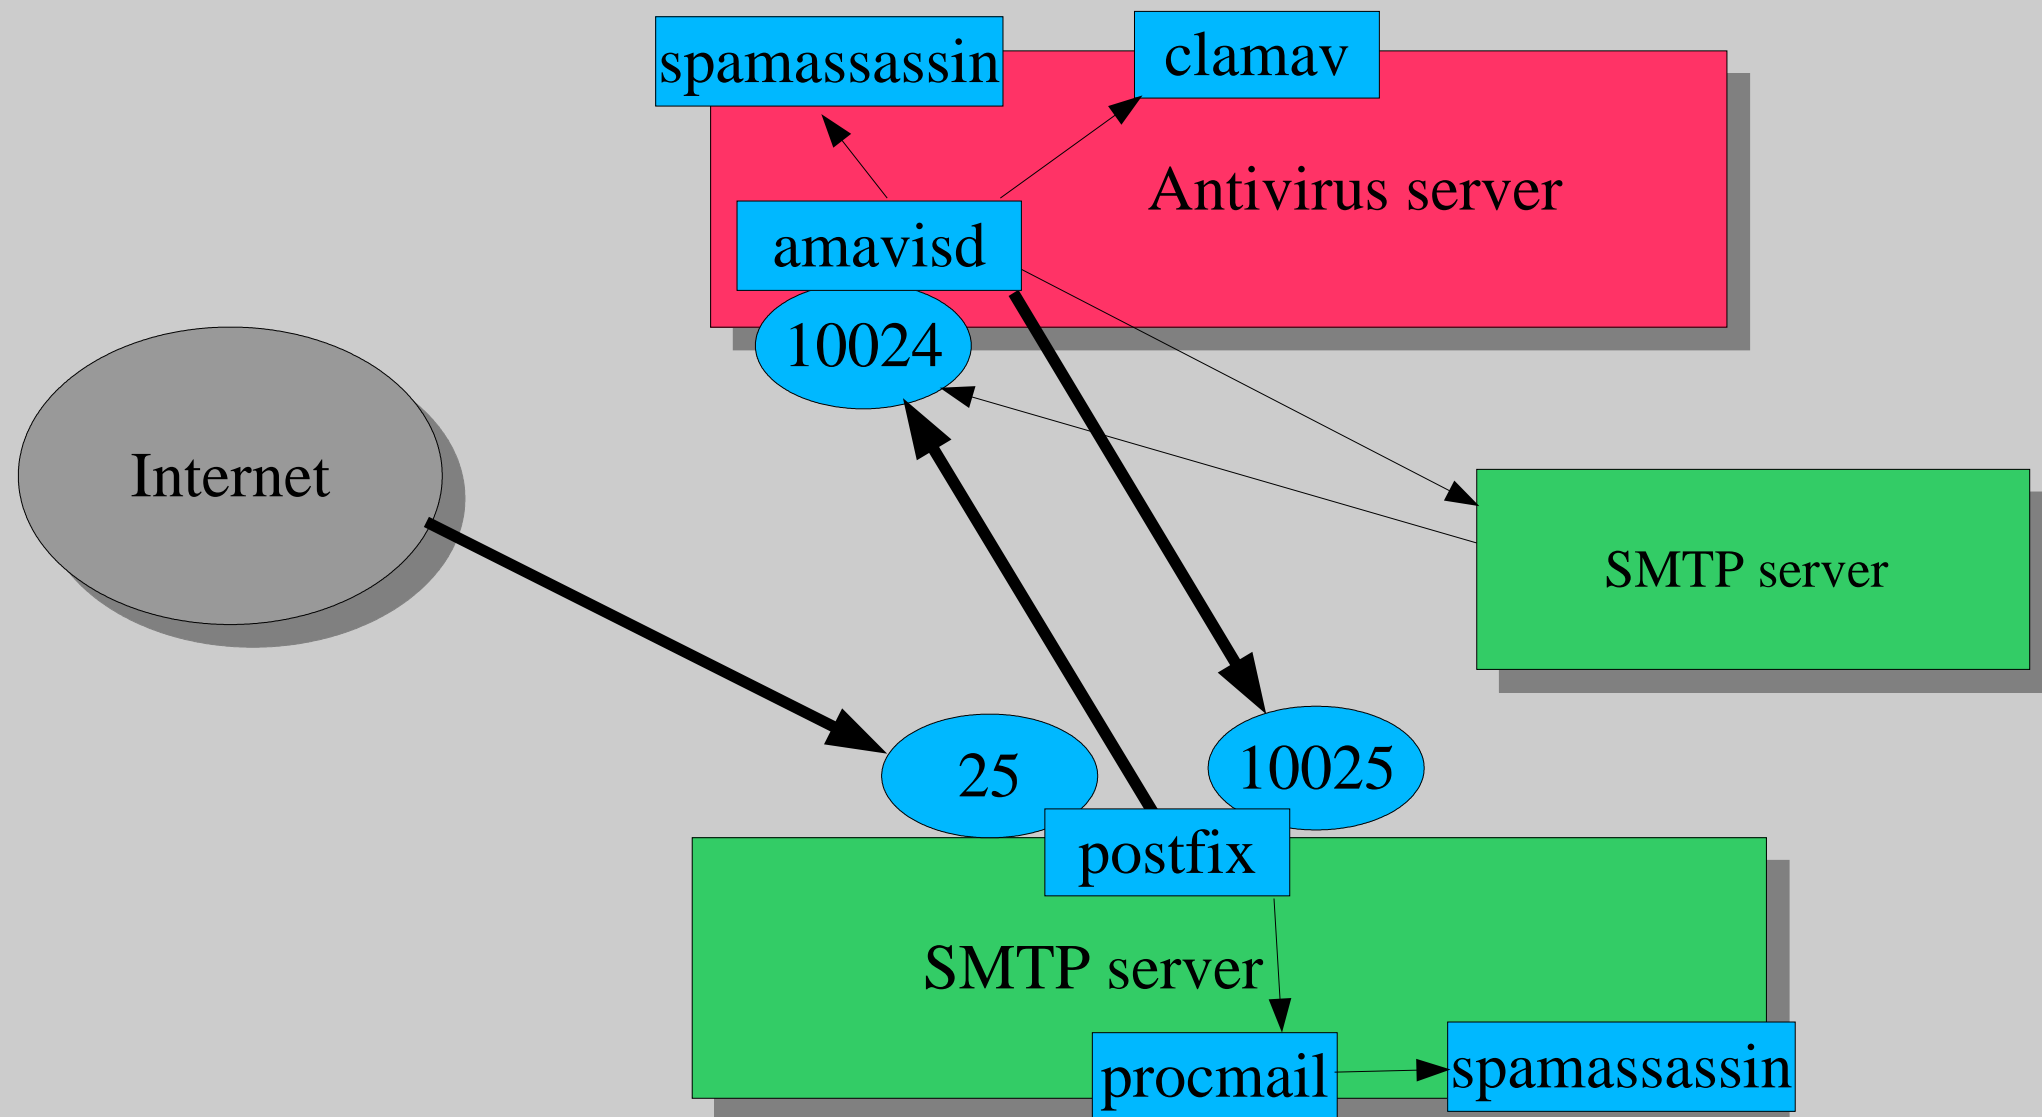 spamassassin
clamav
Antivirus server
amavisd
10024
Internet
SMTP server
25
10025
postfix
SMTP server
procmail
spamassassin